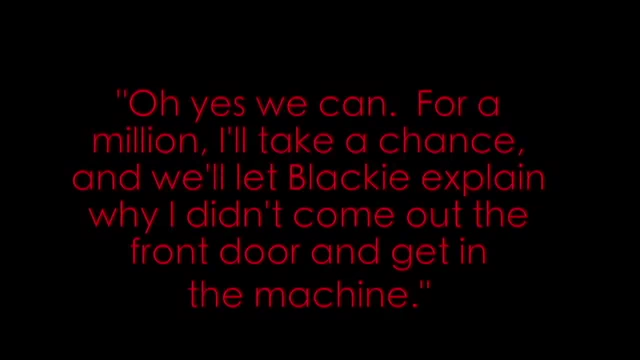 "Oh yes we can.  For a
million, I'll take a chance,
and we'll let Blackie explain
why I didn't come out the
front door and get in
the machine."